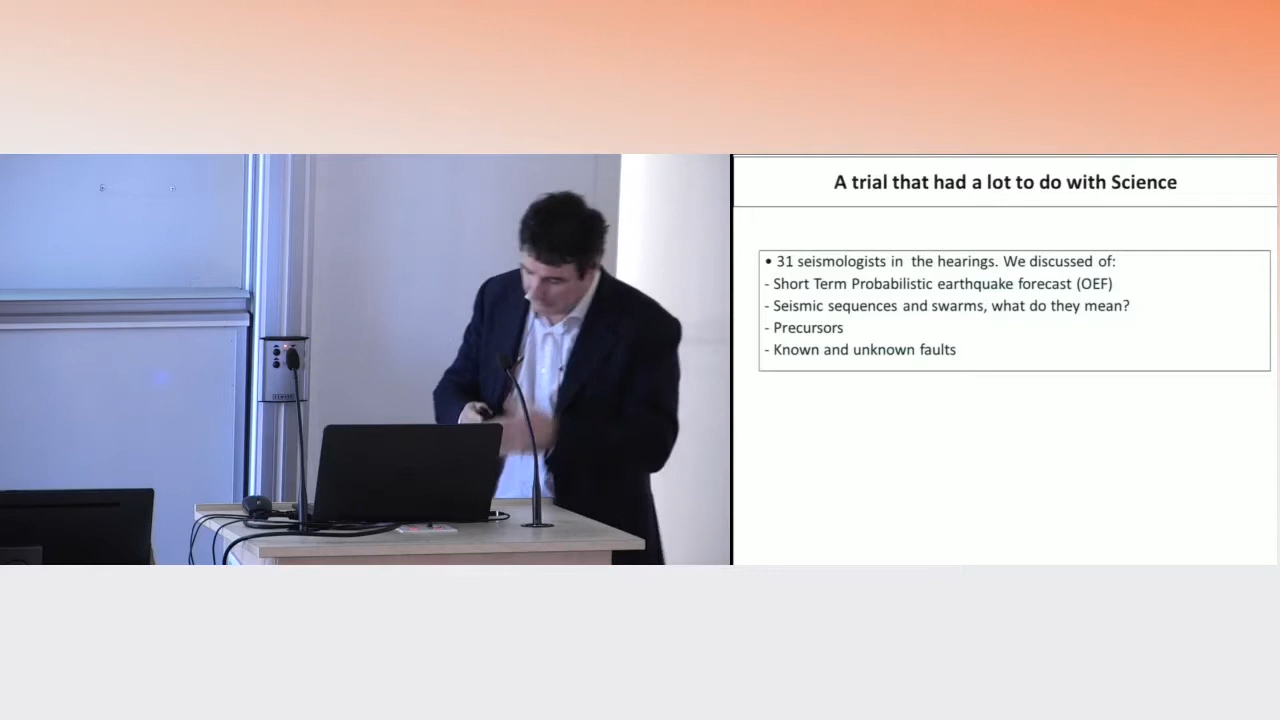 A trial that had a lot to do with Science
• 31 seismologists in the hearings. We discussed of:
- Short Term Probabilistic earthquake forecast (OEF)
- Seismic sequences and swarms, what do they mean?
- Precursors
- Known and unknown faults